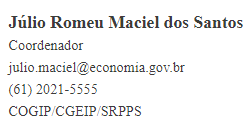 Júlio Romeu Maciel dos Santos
Coordenador
julio.maciel@economia.gov.br
(61) 2021-5555
COGIP/CGEIP/SRPPS